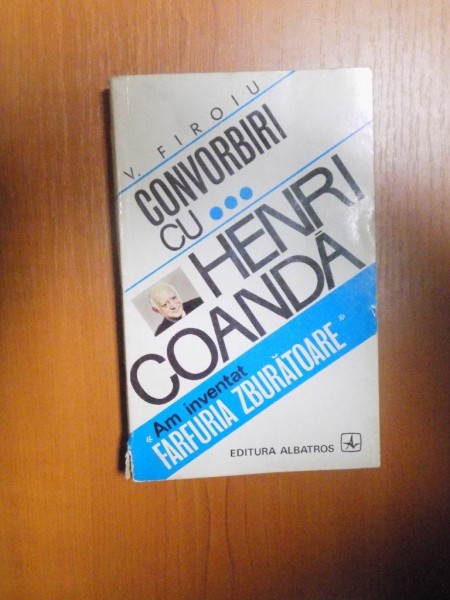 V. FIROIU
CONVORBIRI
CU...
HENRI
COANDĂ
"Am inventat
FARFURIA ZBURĂTOARE"
EDITURA ALBATROS